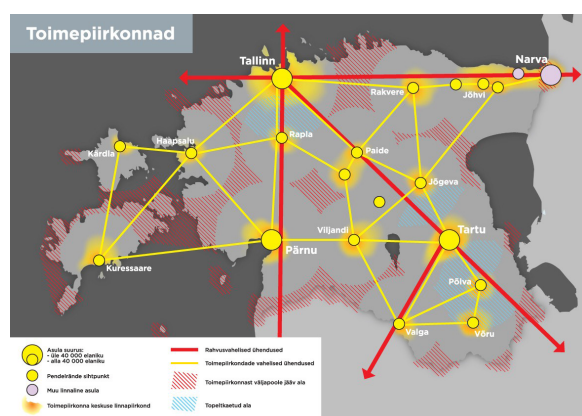 Toimepiirkonnad
Tallinn
Narva
Rakvere
Jõhvi
Kärdla
Haapsalu
Rapla
Paide
Jõgeva
Kuressaare
Pärnu
Viljandi
Tartu
Põlva
Valga
Võru
Asula suurus:
- üle 40 000 elaniku
- alla 40 000 elaniku
Pendelrände sihtpunkt
Muu linnaline asula
Toimepiirkonna keskuse linnapiirkond
Rahvusvahelised ühendused
Toimepiirkondade vahelised ühendused
Toimepiirkonnast väljapoole jääv ala
Topeltkaetud ala